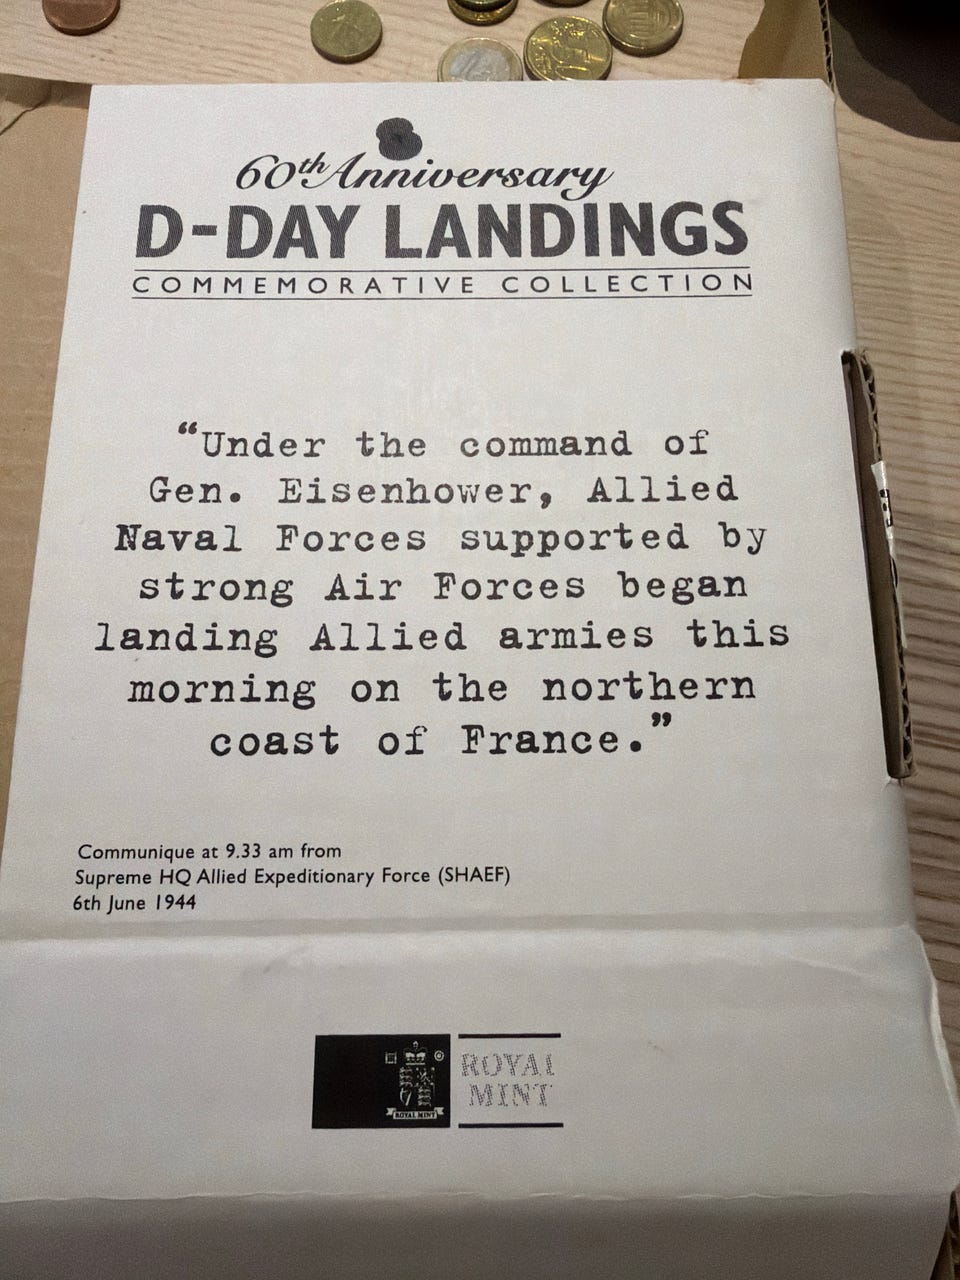 60th Anniversary
D-DAY LANDINGS
COMMEMORATIVE COLLECTION
“Under the command of
Gen. Eisenhower, Allied
Naval Forces supported by
strong Air Forces began
landing Allied armies this
morning on the northern
coast of France.”
Communique at 9.33 am from
Supreme HQ Allied Expeditionary Force (SHAEF)
6th June 1944
ROYAL MINT
ROYAL
MINT